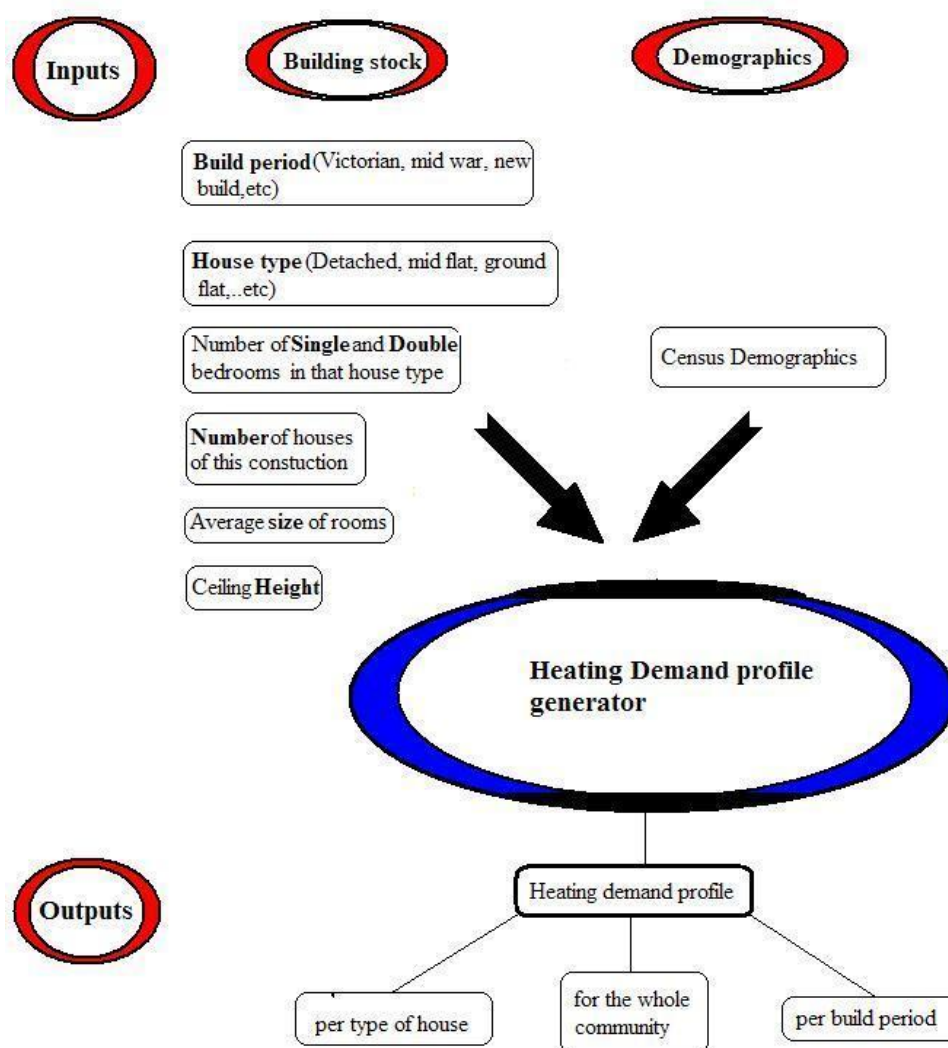 Inputs
Building stock
Demographics
Build period (Victorian, mid war, new
build,etc)
House type (Detached, mid flat, ground
flat,..etc)
Number of Single and Double
bedrooms in that house type
Census Demographics
Number of houses
of this constuction
Average size of rooms
Ceiling Height
Heating Demand profile
generator
Outputs
Heating demand profile
per type of house
for the whole
community
per build period